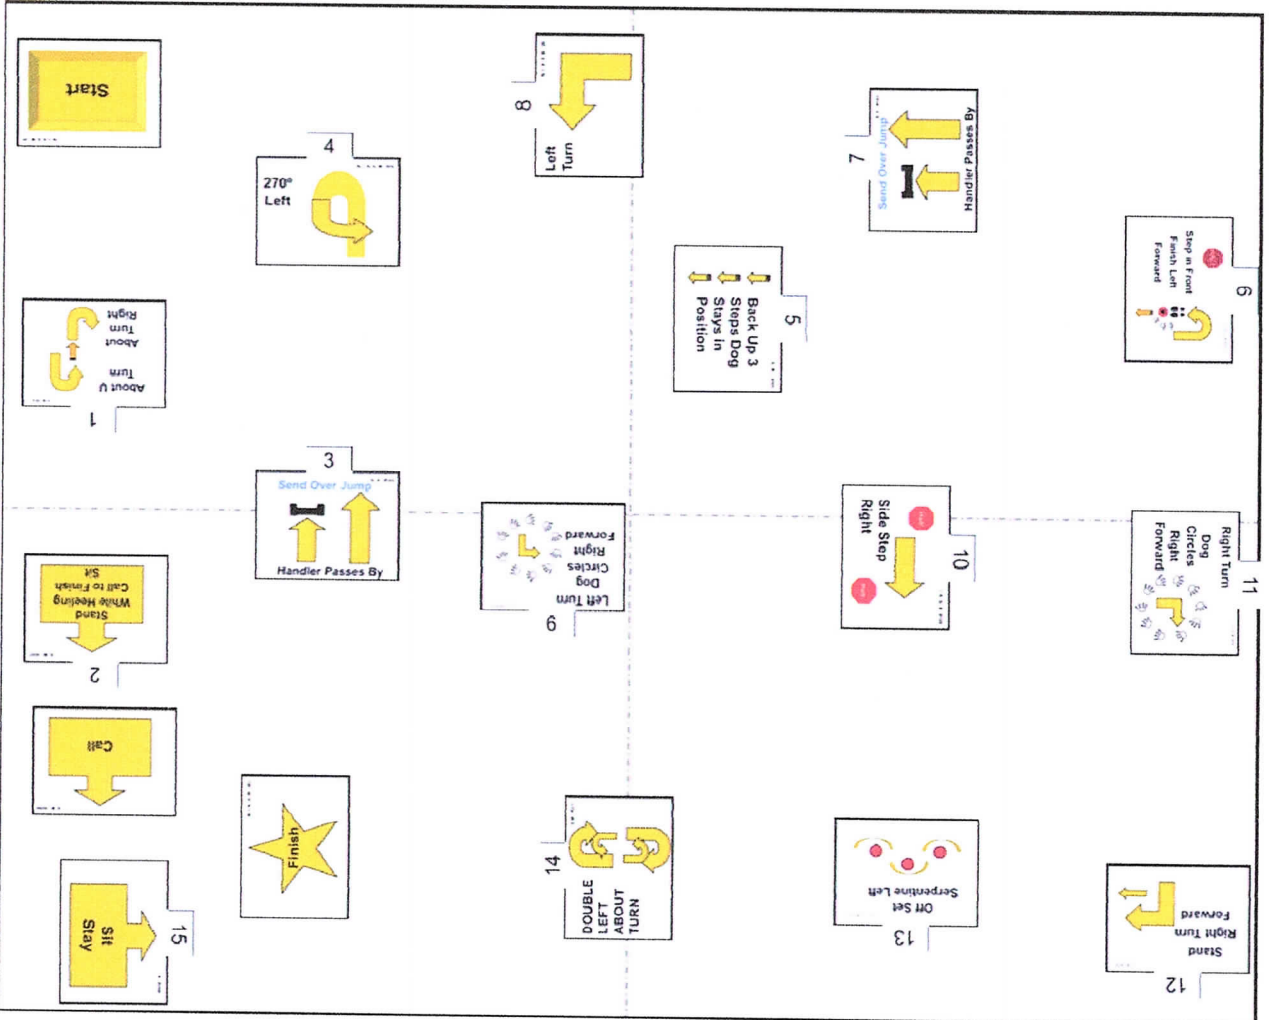 Start
1
About U
Turn
About
Turn
Right
2
Stand
While Heeling
Call to Finish
Sit
3
Send Over Jump
Handler Passes By
4
270°
Left
5
Back Up 3
Steps Dog
Stays in
Position
6
Step in Front
Finish Left
Forward
7
Send Over Jump
Handler Passes By
8
Left
Turn
9
Left Turn
Dog
Circles
Right
Forward
10
Side Step
Right
11
Right Turn
Dog
Circles
Right
Forward
12
Stand
Right Turn
Forward
13
Off Set
Serpentine Left
14
DOUBLE
LEFT
ABOUT
TURN
15
Sit
Stay
Call
Finish